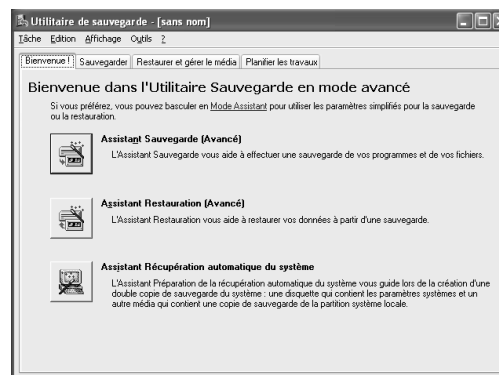 Utilitaire de sauvegarde - [sans nom]
Tâche Edition Affichage Outils ?
Bienvenue ! Sauvegarder Restaurer et gérer le média Planifier les travaux
Bienvenue dans l'Utilitaire Sauvegarde en mode avancé
Si vous préférez, vous pouvez basculer en Mode Assistant pour utiliser les paramètres simplifiés pour la sauvegarde
ou la restauration.
Assistant Sauvegarde (Avancé)
L'Assistant Sauvegarde vous aide à effectuer une sauvegarde de vos programmes et de vos fichiers.
Assistant Restauration (Avancé)
L'Assistant Restauration vous aide à restaurer vos données à partir d'une sauvegarde.
Assistant Récupération automatique du système
L'Assistant Préparation de la récupération automatique du système vous guide lors de la création d'une
double copie de sauvegarde du système : une disquette qui contient les paramètres systèmes et un
autre média qui contient une copie de sauvegarde de la partition système locale.